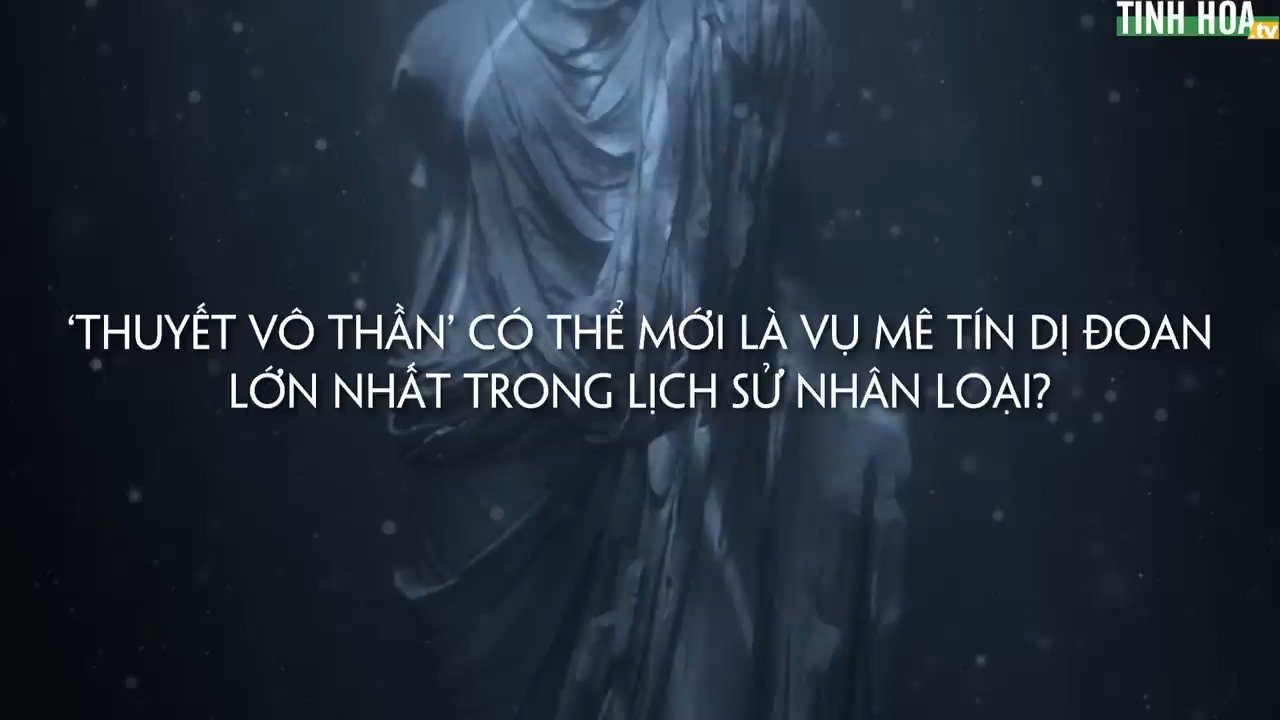 TINH HOA
.tv
‘THUYẾT VÔ THẦN’ CÓ THỂ MỚI LÀ VỤ MÊ TÍN DỊ ĐOAN
LỚN NHẤT TRONG LỊCH SỬ NHÂN LOẠI?